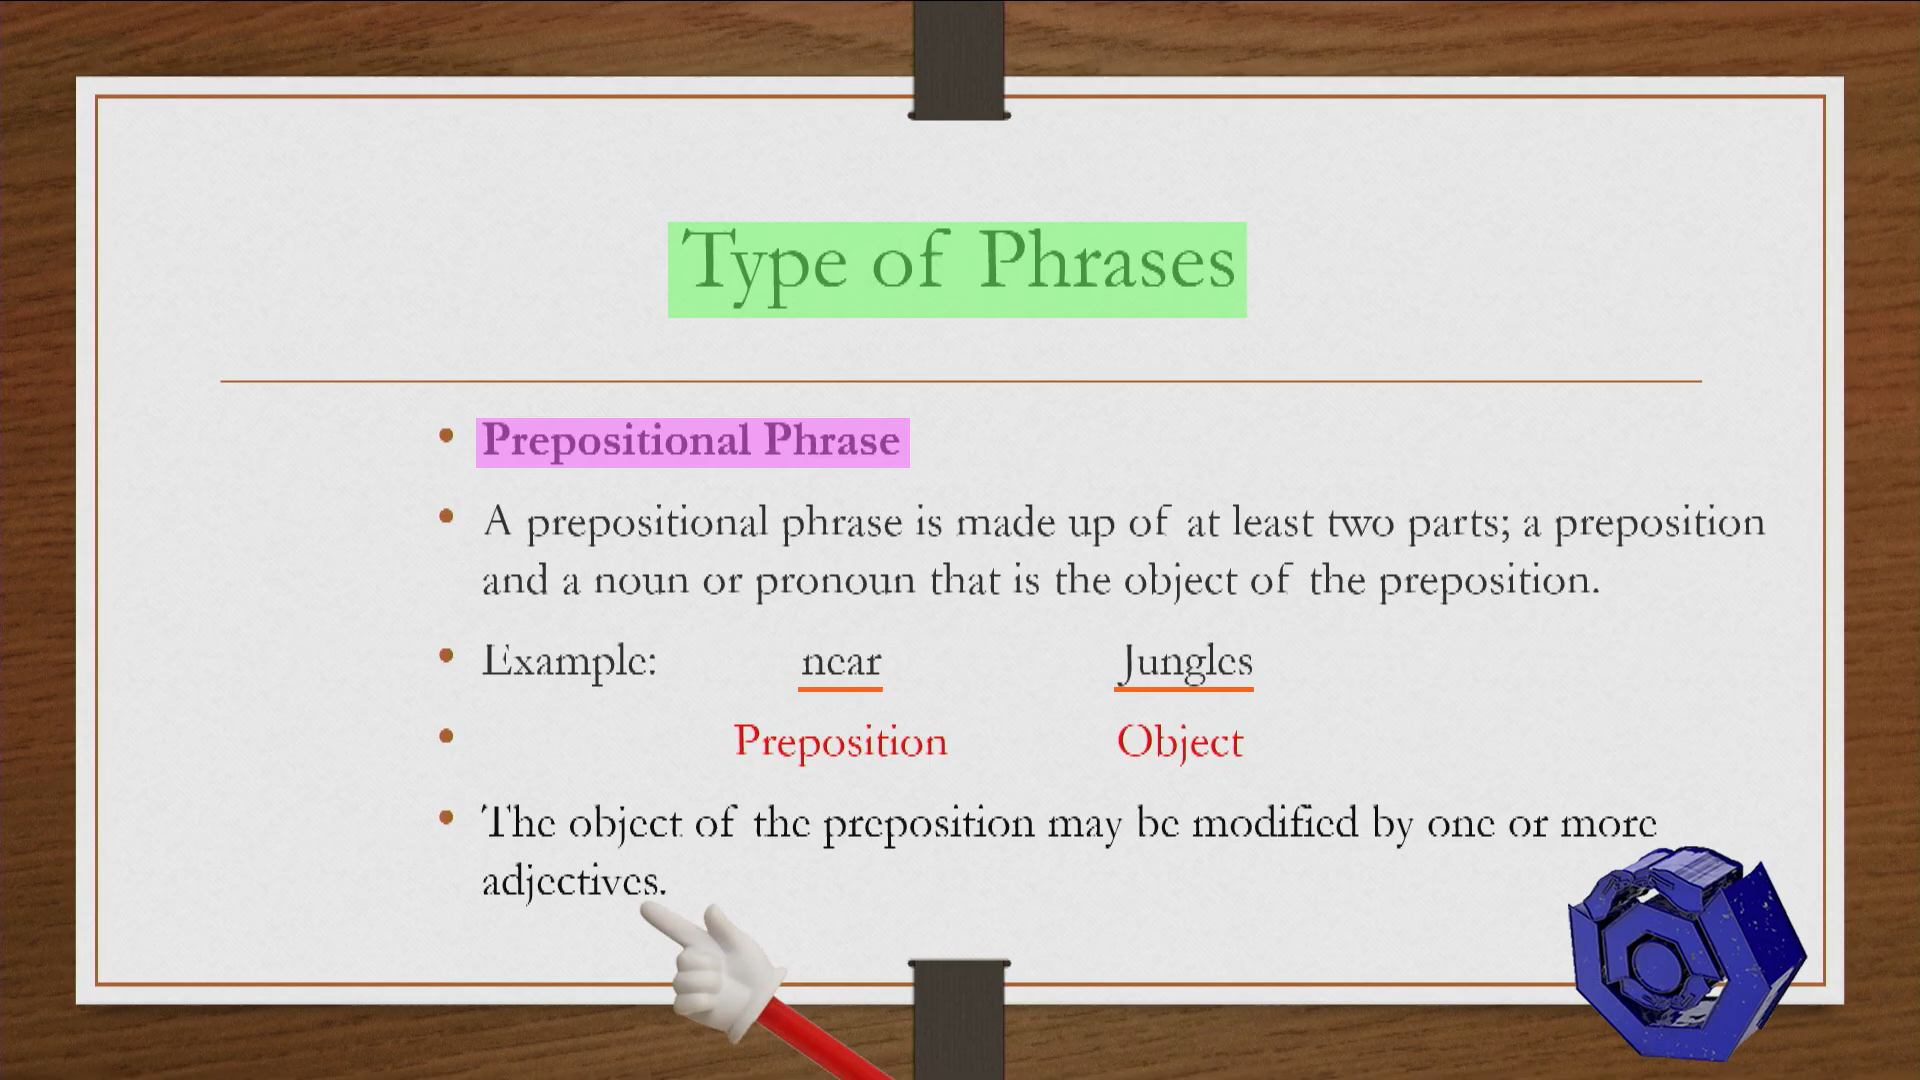 Type of Phrases
Prepositional Phrase
A prepositional phrase is made up of at least two parts; a preposition
and a noun or pronoun that is the object of the preposition.
Example: near Jungles
Preposition Object
The object of the preposition may be modified by one or more
adjectives.